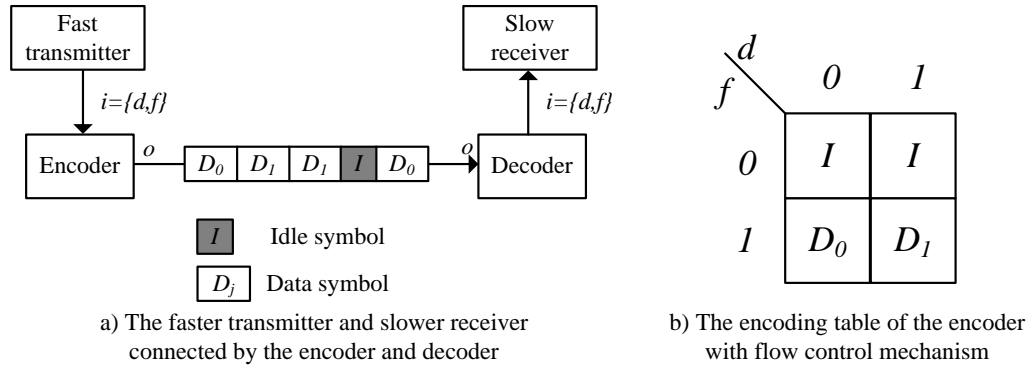 Fast
transmitter
Slow
receiver
i={d,f}
i={d,f}
Encoder
o
D0 D1 D1 I D0
o
Decoder
I Idle symbol
Dj Data symbol
a) The faster transmitter and slower receiver
connected by the encoder and decoder
d
f
0 1
0 I I
1 D0 D1
b) The encoding table of the encoder
with flow control mechanism